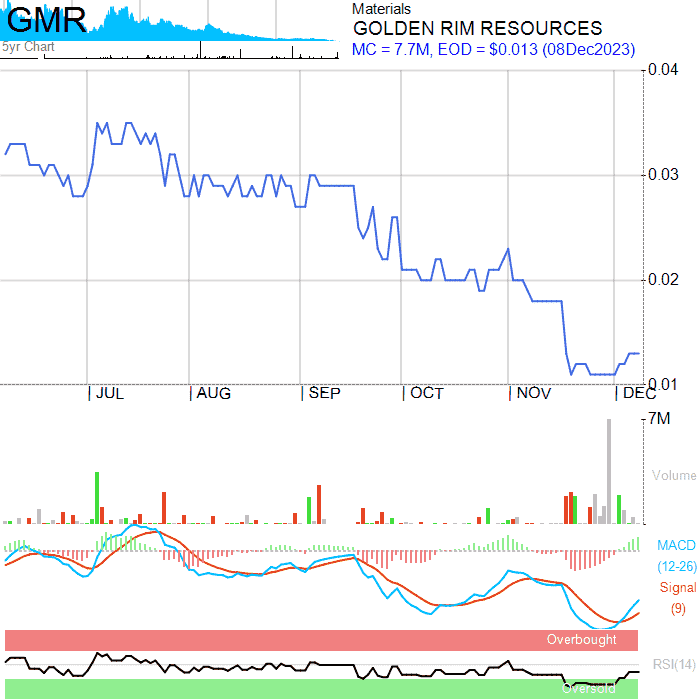 GMR
5yr Chart
Materials
GOLDEN RIM RESOURCES
MC = 7.7M, EOD = $0.013 (08Dec2023)
0.04
0.03
0.02
0.01
JUL
AUG
SEP
OCT
NOV
DEC
7M
Volume
MACD
(12-26)
Signal
(9)
Overbought
RSI(14)
Oversold